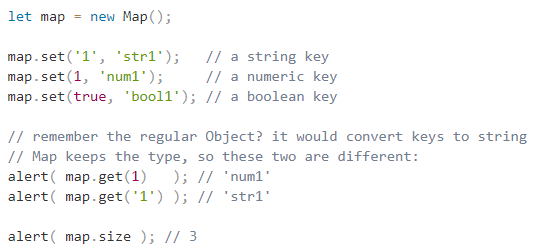 let map = new Map();
map.set('1', 'str1');   // a string key
map.set(1, 'num1');     // a numeric key
map.set(true, 'bool1'); // a boolean key
// remember the regular Object? it would convert keys to string
// Map keeps the type, so these two are different:
alert( map.get(1)   ); // 'num1'
alert( map.get('1') ); // 'str1'
alert( map.size ); // 3